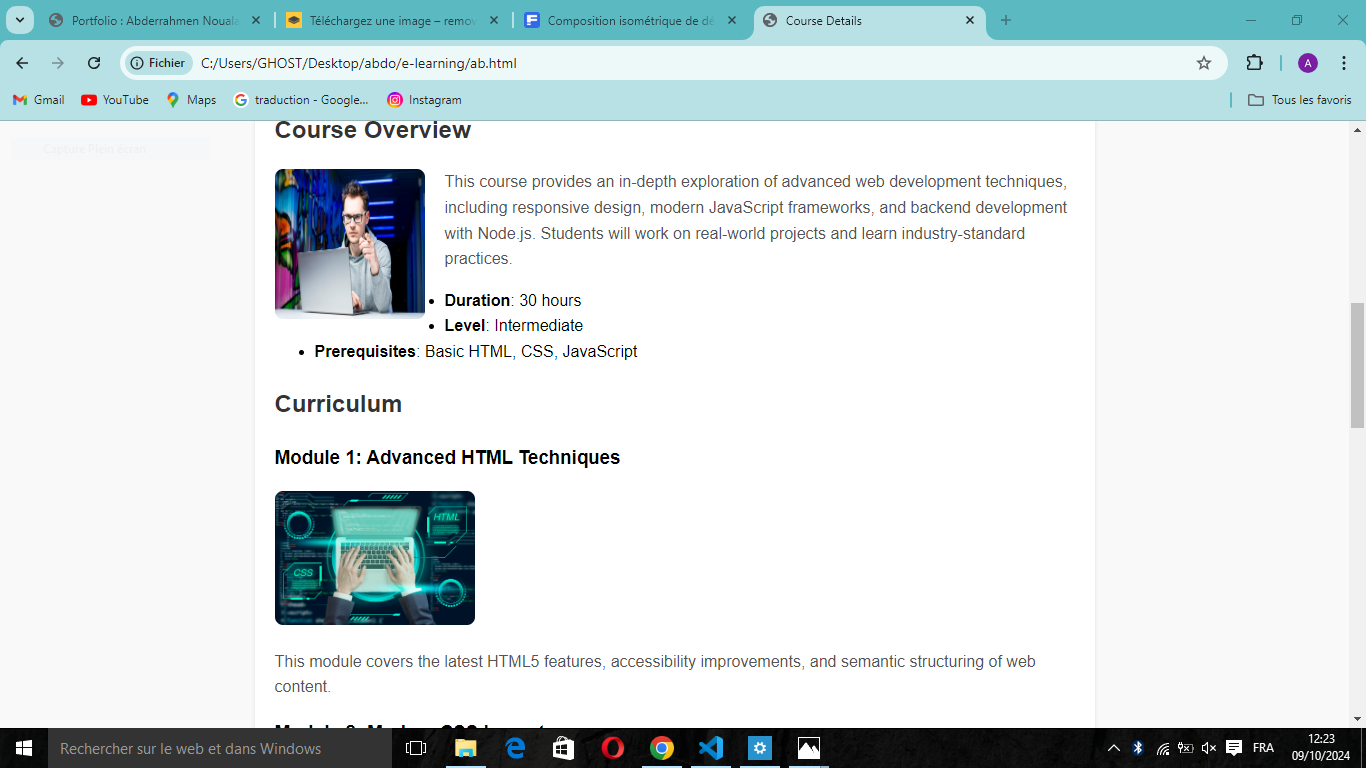 Portfolio : Abderrahmen Nouala
Téléchargez une image – remov
Composition isométrique de de
Course Details
Fichier
C:/Users/GHOST/Desktop/abdo/e-learning/ab.html
A
Gmail
YouTube
Maps
traduction - Google...
Instagram
Tous les favoris
Course Overview
Capture Plein écran
This course provides an in-depth exploration of advanced web development techniques,
including responsive design, modern JavaScript frameworks, and backend development
with Node.js. Students will work on real-world projects and learn industry-standard
practices.
• Duration: 30 hours
• Level: Intermediate
• Prerequisites: Basic HTML, CSS, JavaScript
Curriculum
Module 1: Advanced HTML Techniques
HTML
CSS
This module covers the latest HTML5 features, accessibility improvements, and semantic structuring of web
content.
Rechercher sur le web et dans Windows
FRA
12:23
09/10/2024